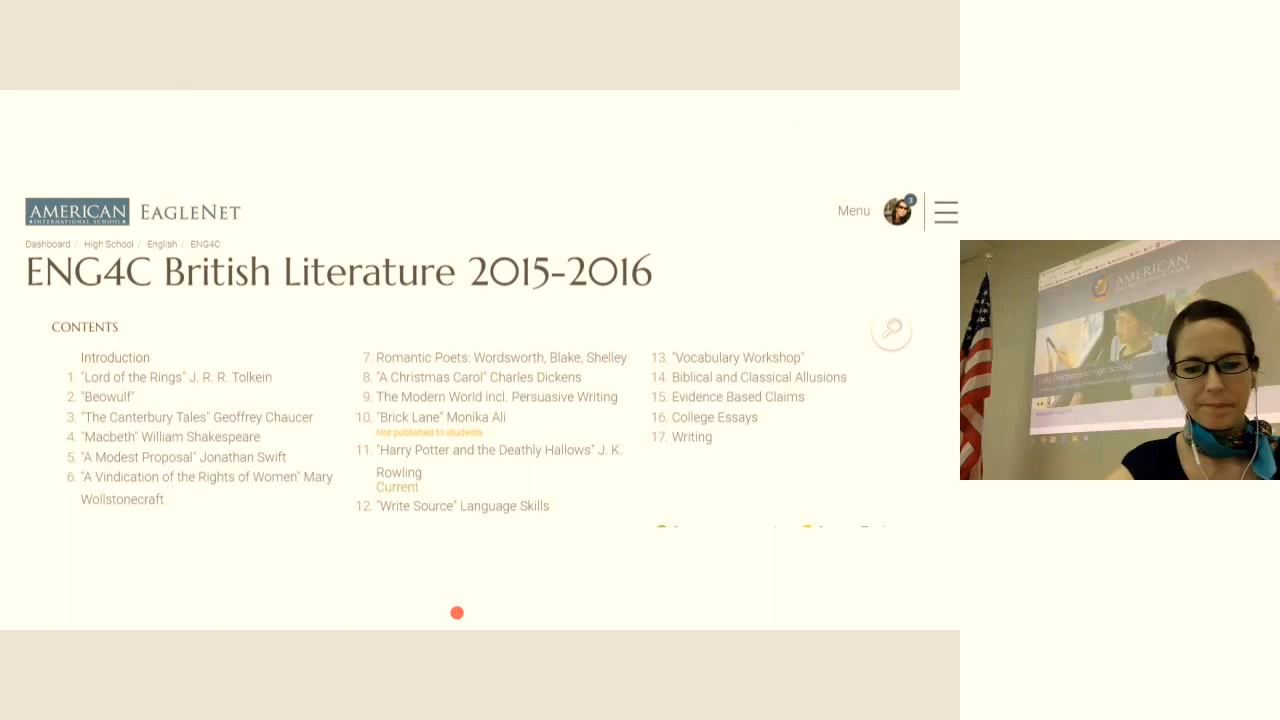 AMERICAN
INTERNATIONAL SCHOOL
EAGLENET
Menu
3
Dashboard / High School / English / ENG4C
ENG4C British Literature 2015-2016
CONTENTS
Introduction
1. "Lord of the Rings" J. R. R. Tolkein
2. "Beowulf"
3. "The Canterbury Tales" Geoffrey Chaucer
4. "Macbeth" William Shakespeare
5. "A Modest Proposal" Jonathan Swift
6. "A Vindication of the Rights of Women" Mary
Wollstonecraft
7. Romantic Poets: Wordsworth, Blake, Shelley
8. "A Christmas Carol" Charles Dickens
9. The Modern World incl. Persuasive Writing
10. "Brick Lane" Monika Ali
Not published to students
11. "Harry Potter and the Deathly Hallows" J. K.
Rowling
Current
12. "Write Source" Language Skills
13. "Vocabulary Workshop"
14. Biblical and Classical Allusions
15. Evidence Based Claims
16. College Essays
17. Writing
AMERICAN